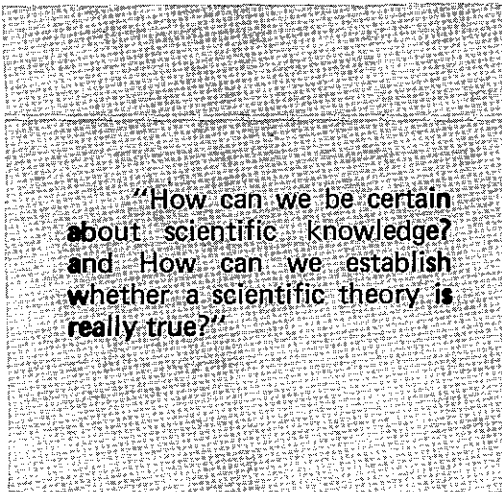 "How can we be certain
about scientific knowledge?
and How can we establish
whether a scientific theory is
really true?"